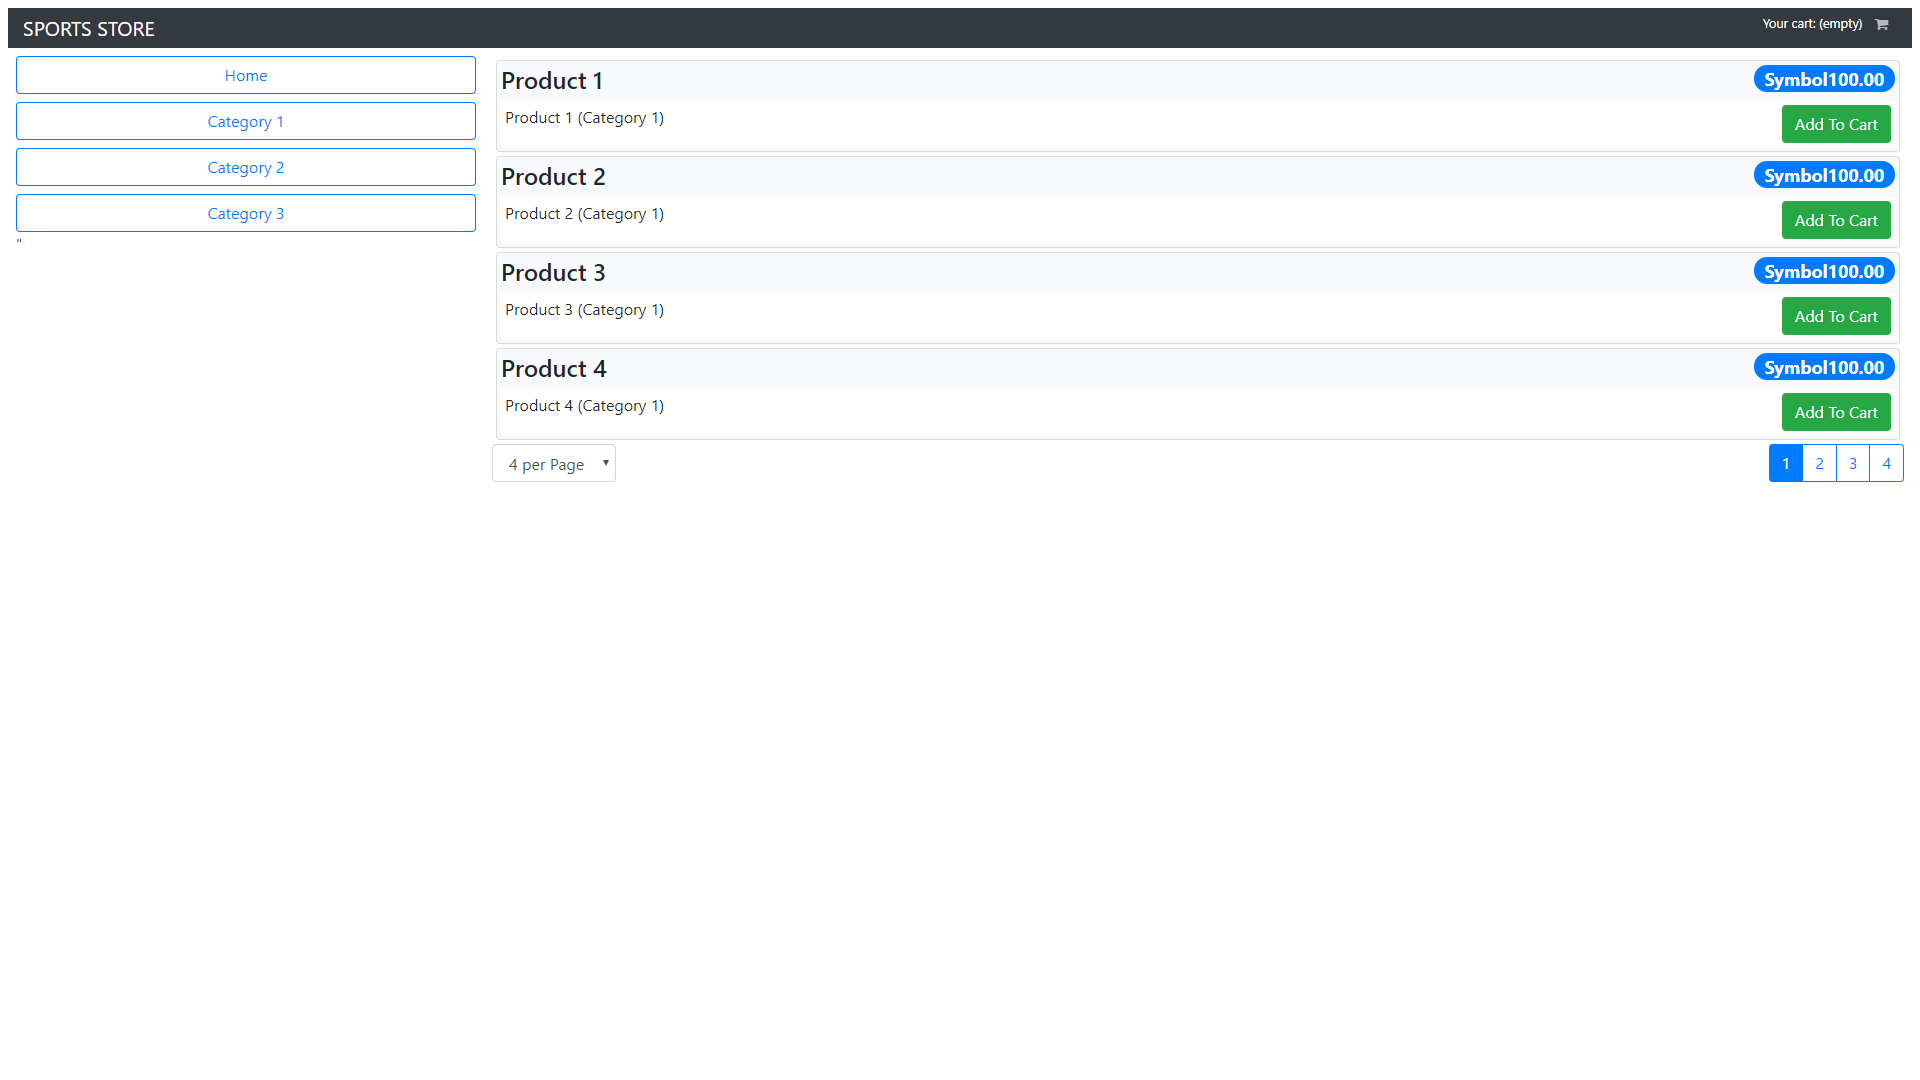 SPORTS STORE
Your cart: (empty)
Home
Category 1
Category 2
Category 3
"
Product 1
Symbol100.00
Product 1 (Category 1)
Add To Cart
Product 2
Symbol100.00
Product 2 (Category 1)
Add To Cart
Product 3
Symbol100.00
Product 3 (Category 1)
Add To Cart
Product 4
Symbol100.00
Product 4 (Category 1)
Add To Cart
4 per Page
1 2 3 4